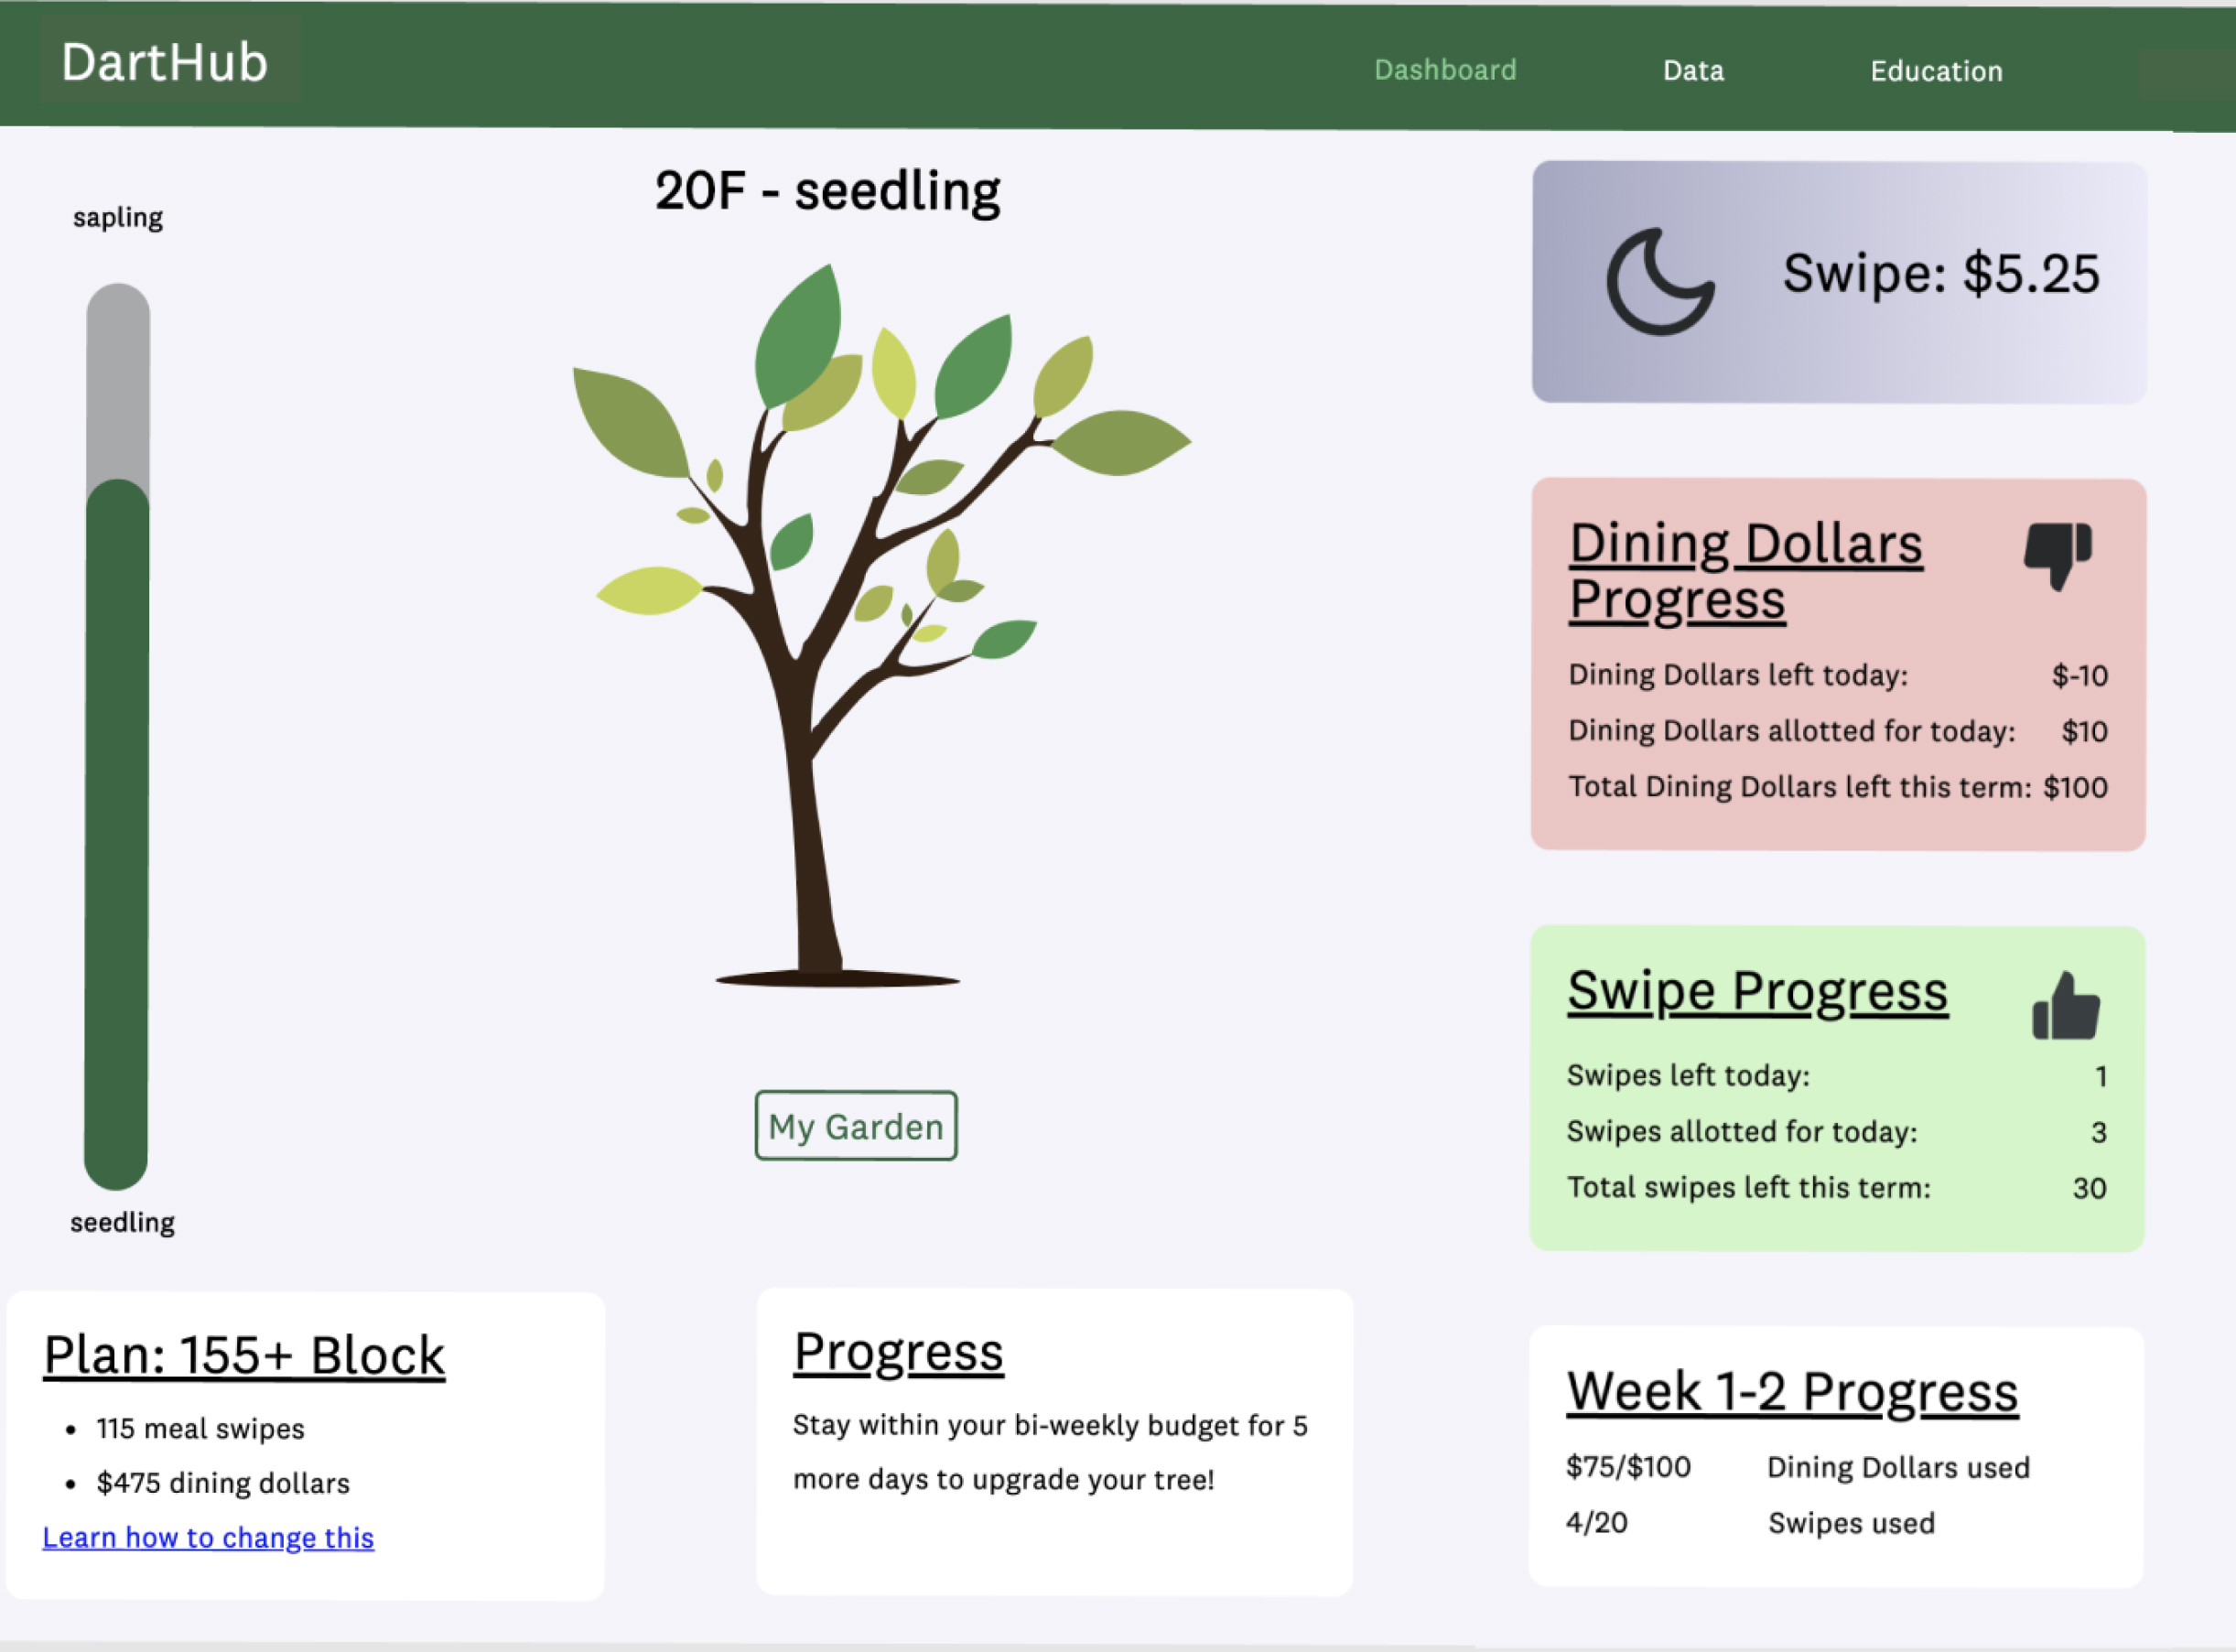 DartHub
Dashboard
Data
Education
sapling
20F - seedling
Swipe: $5.25
Dining Dollars
Progress
Dining Dollars left today: $-10
Dining Dollars allotted for today: $10
Total Dining Dollars left this term: $100
Swipe Progress
Swipes left today: 1
Swipes allotted for today: 3
Total swipes left this term: 30
My Garden
seedling
Plan: 155+ Block
• 115 meal swipes
• $475 dining dollars
Learn how to change this
Progress
Stay within your bi-weekly budget for 5
more days to upgrade your tree!
Week 1-2 Progress
$75/$100 Dining Dollars used
4/20 Swipes used